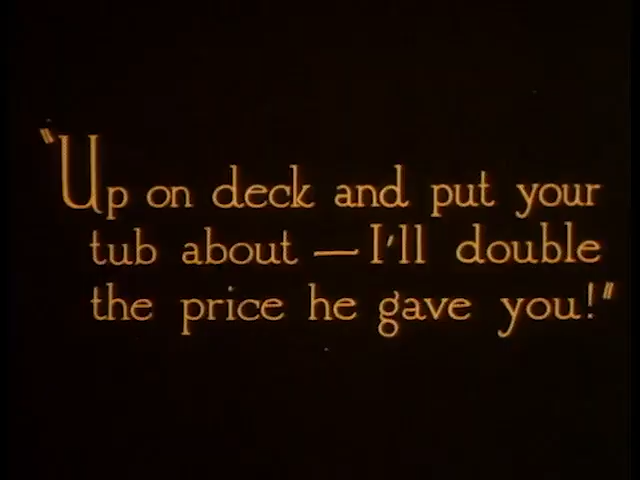 "Up on deck and put your
tub about — I'll double
the price he gave you!"